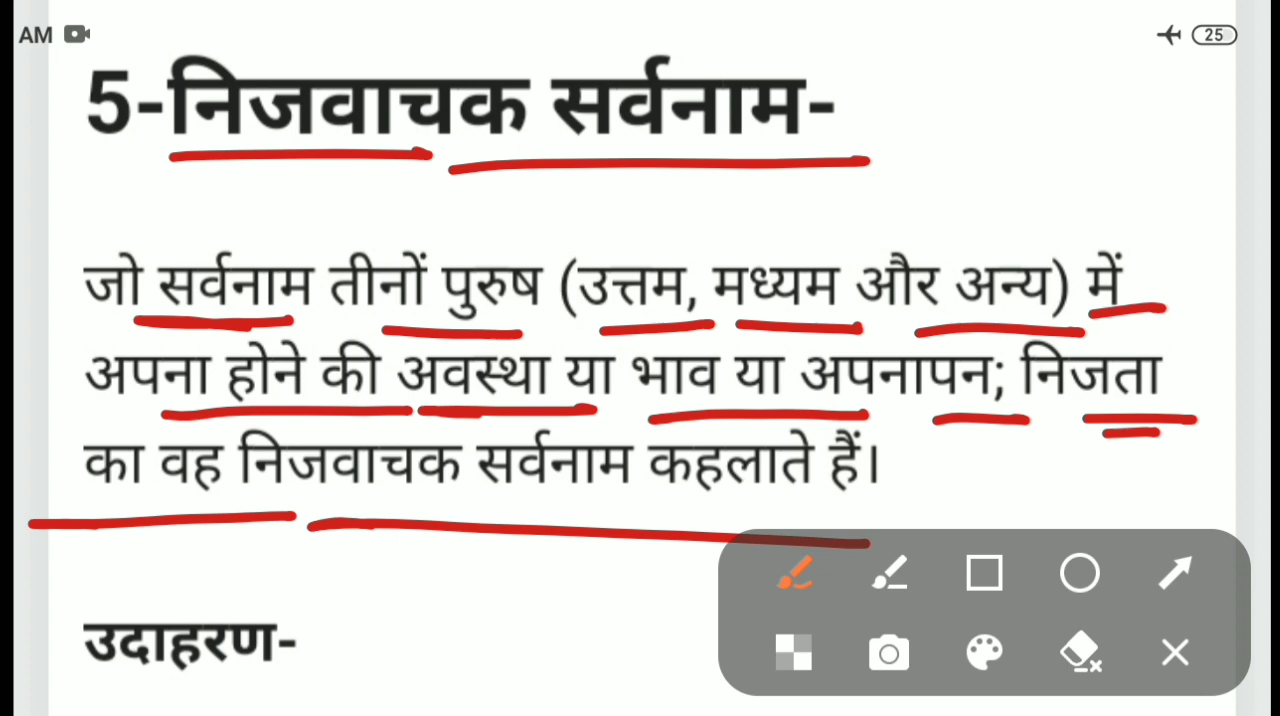 AM 25
5-निजवाचक सर्वनाम-
जो सर्वनाम तीनों पुरुष (उत्तम, मध्यम और अन्य) में
अपना होने की अवस्था या भाव या अपनापन; निजता
का वह निजवाचक सर्वनाम कहलाते हैं।
उदाहरण-